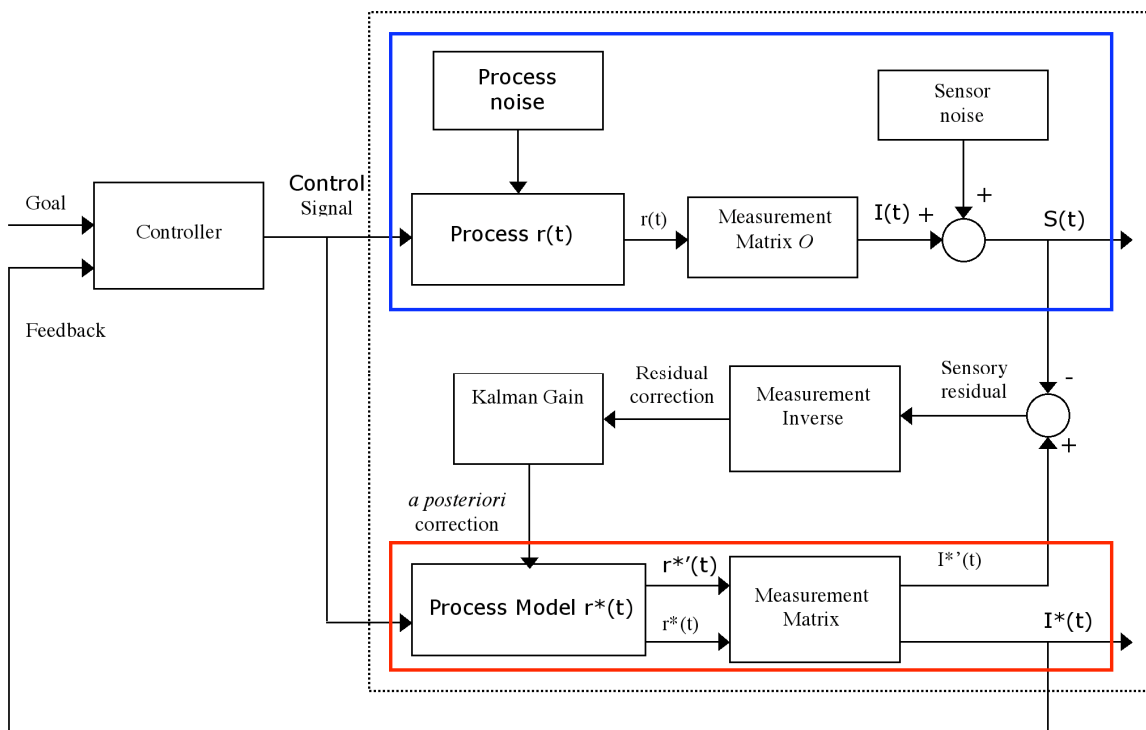 Process
noise
Sensor
noise
Goal
Controller
Control
Signal
Process r(t)
r(t)
Measurement
Matrix O
I(t) +
+
S(t)
Feedback
Kalman Gain
Residual
correction
Measurement
Inverse
Sensory
residual
-
+
a posteriori
correction
Process Model r*(t)
r*'(t)
r*(t)
Measurement
Matrix
I*'(t)
I*(t)